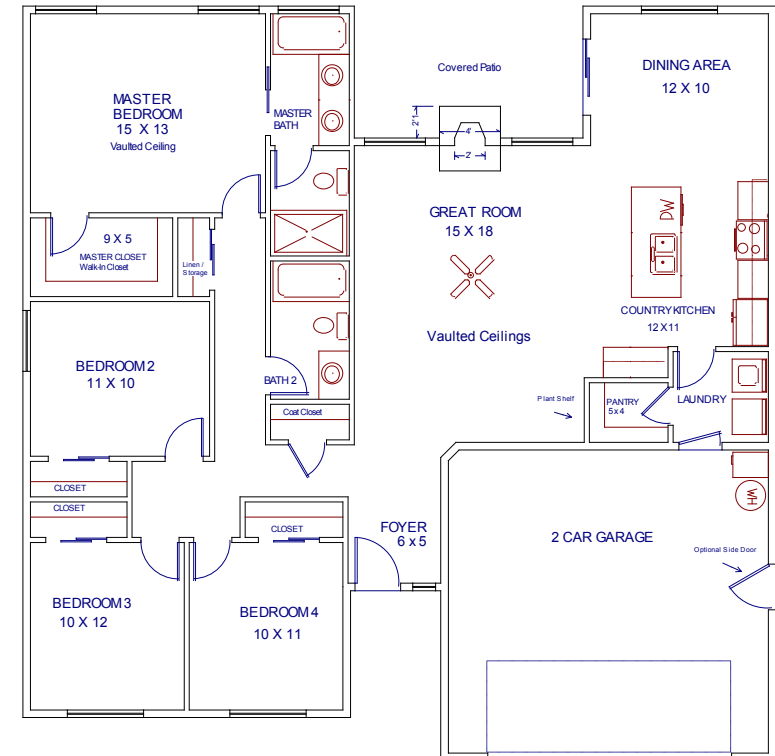 Covered Patio
DINING AREA
12 X 10
MASTER
BEDROOM
15 X 13
Vaulted Ceiling
MASTER
BATH
2'1
4'
2'
GREAT ROOM
15 X 18
DW
9 X 5
MASTER CLOSET
Walk-In Closet
Linen /
Storage
COUNTRY KITCHEN
12 X 11
Vaulted Ceilings
BEDROOM 2
11 X 10
BATH 2
Coat Closet
Plant Shelf
PANTRY
5 x 4
LAUNDRY
CLOSET
CLOSET
CLOSET
WH
FOYER
6 x 5
2 CAR GARAGE
Optional Side Door
BEDROOM 3
10 X 12
BEDROOM 4
10 X 11